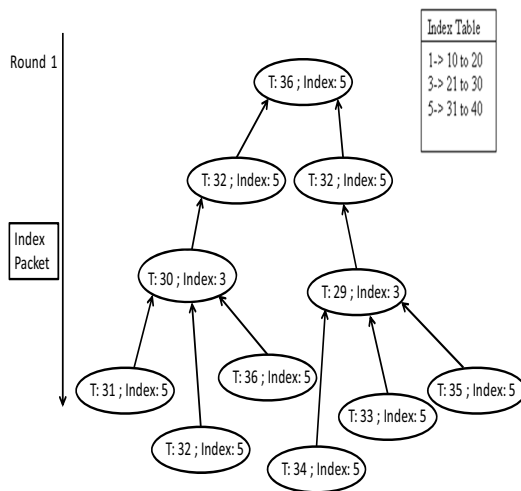 Index Table
1-> 10 to 20
3-> 21 to 30
5-> 31 to 40
Round 1
T: 36 ; Index: 5
T: 32 ; Index: 5
T: 32 ; Index: 5
Index
Packet
T: 30 ; Index: 3
T: 29 ; Index: 3
T: 31 ; Index: 5
T: 36 ; Index: 5
T: 35 ; Index: 5
T: 33 ; Index: 5
T: 32 ; Index: 5
T: 34 ; Index: 5